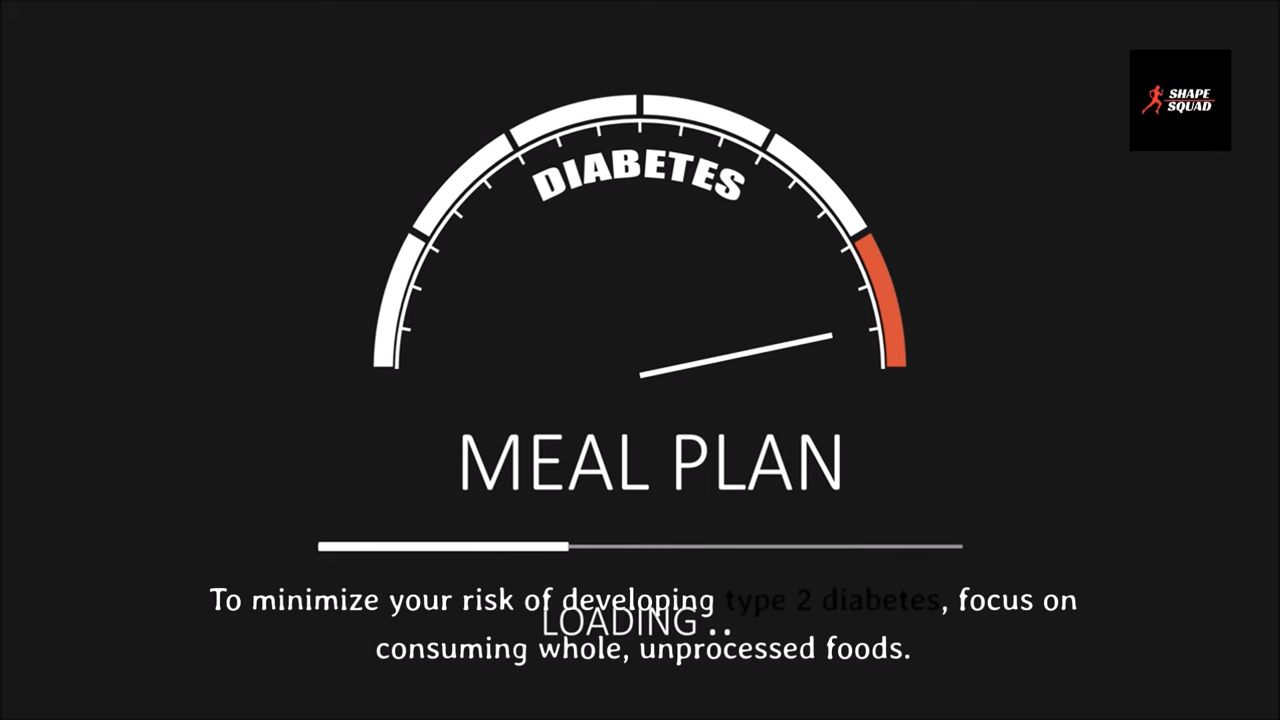 SHAPE
SQUAD
DIABETES
MEAL PLAN
To minimize your risk of developing type 2 diabetes, focus on
LOADING..
consuming whole, unprocessed foods.